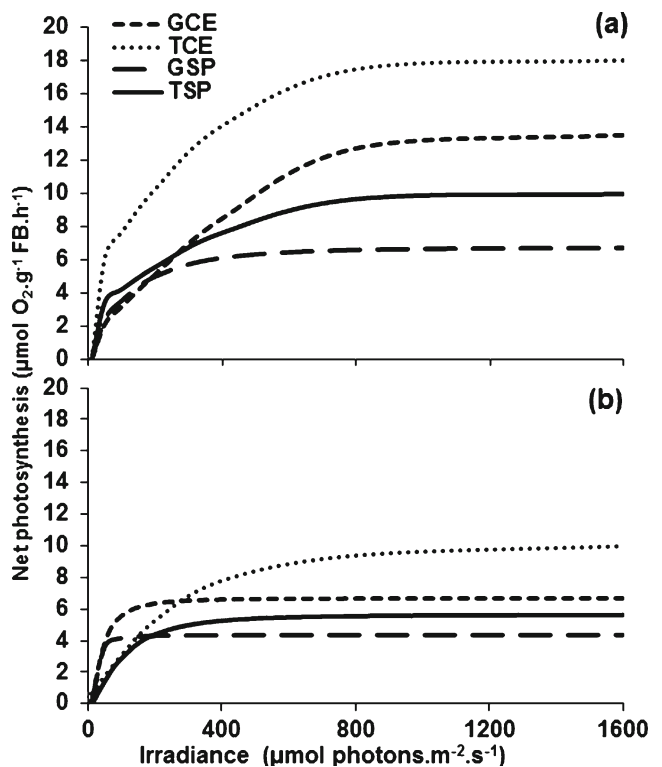 20
18
16
14
12
10
8
6
4
2
0
GCE
TCE
GSP
TSP
(a)
Net photosynthesis (µmol O₂.g⁻¹ FB.h⁻¹)
20
18
16
14
12
10
8
6
4
2
0
(b)
0 400 800 1200 1600
Irradiance (µmol photons.m⁻².s⁻¹)